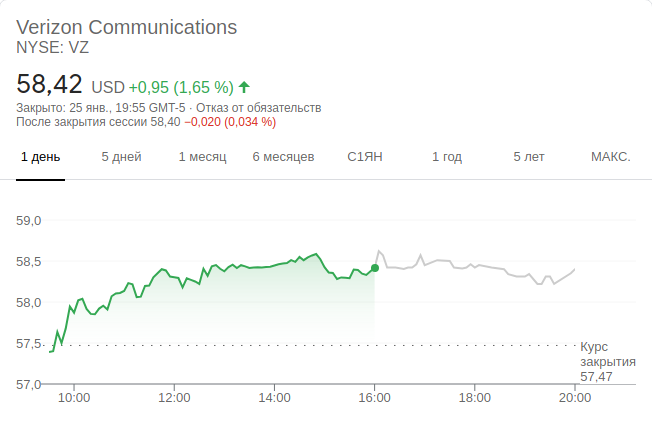 Verizon Communications
NYSE: VZ
58,42 USD +0,95 (1,65 %)
Закрыто: 25 янв., 19:55 GMT-5 · Отказ от обязательств
После закрытия сессии 58,40 −0,020 (0,034 %)
1 день 5 дней 1 месяц 6 месяцев С1ЯН 1 год 5 лет МАКС.
59,0
58,5
58,0
57,5
Курс
закрытия
57,47
57,0
10:00 12:00 14:00 16:00 18:00 20:00